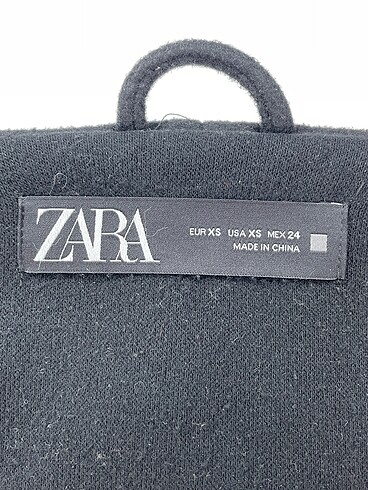 ZARA
EUR XS USA XS MEX 24
MADE IN CHINA